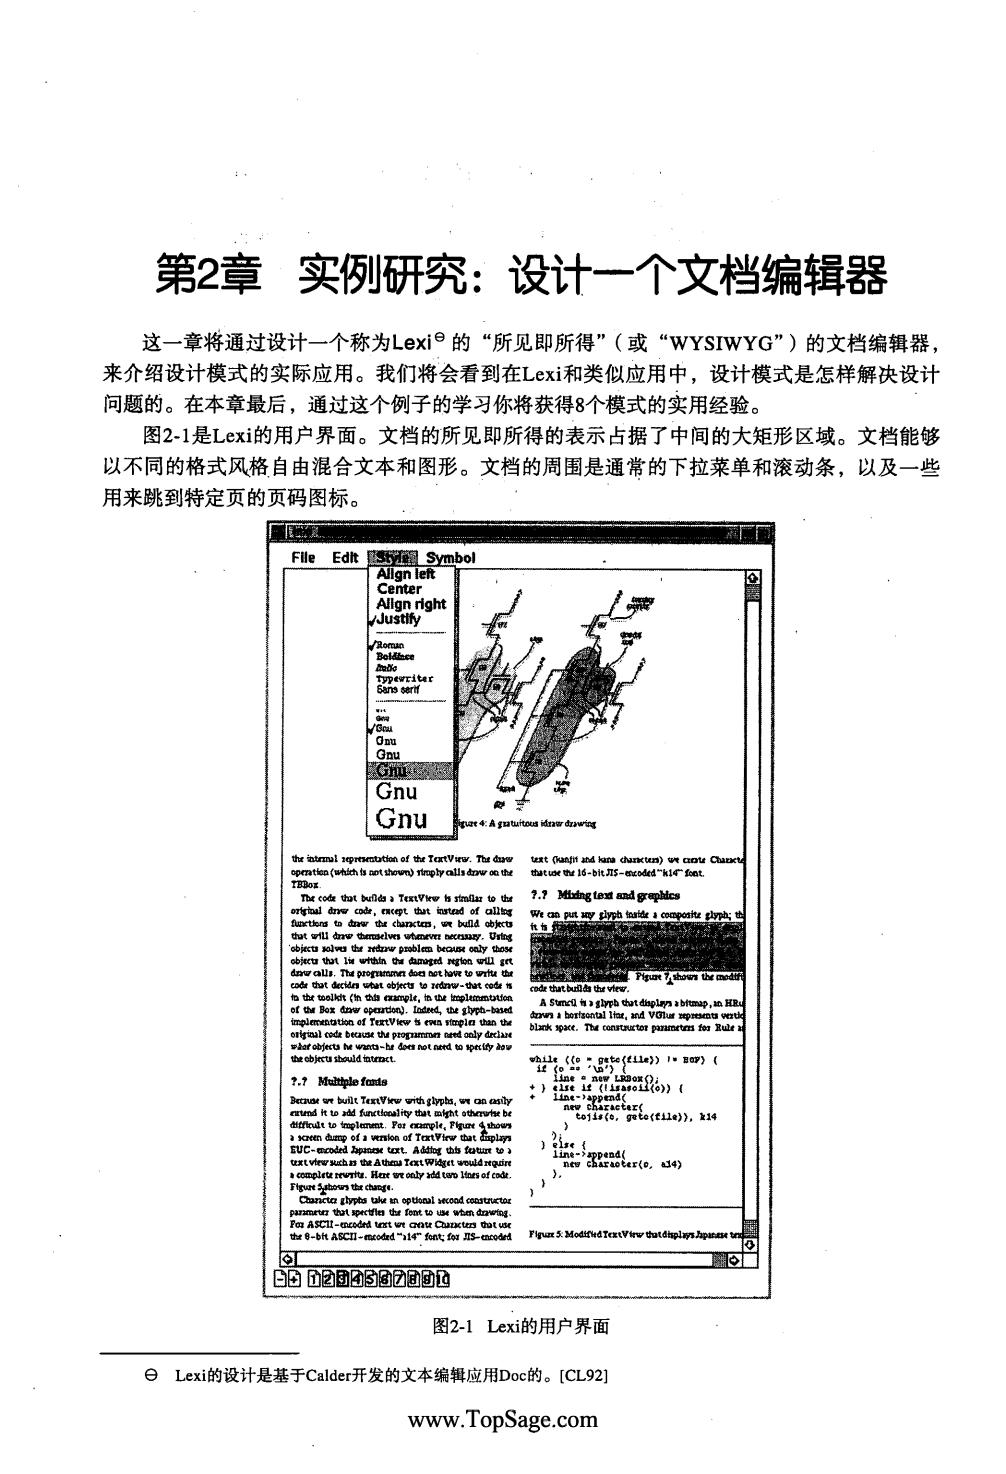 第2章 实例研究：设计一个文档编辑器
这一章将通过设计一个称为Lexi⊖的“所见即所得”（或“WYSIWYG”）的文档编辑器，
来介绍设计模式的实际应用。我们将会看到在Lexi和类似应用中，设计模式是怎样解决设计
问题的。在本章最后，通过这个例子的学习你将获得8个模式的实用经验。
图2-1是Lexi的用户界面。文档的所见即所得的表示占据了中间的大矩形区域。文档能够
以不同的格式风格自由混合文本和图形。文档的周围是通常的下拉菜单和滚动条，以及一些
用来跳到特定页的页码图标。
File Edit Style Symbol
Align left
Center
Align right
Justify
Roman
Boldface
Italic
Typewriter
Sans serif
Gnu
Gnu
Gnu
Gnu
Gnu
Gnu
Gnu
Figure 4: A gratuitous idraw drawing
the internal representation of the TextView. The draw
operation (which is not shown) simply calls draw on the
TBBox.
The code that builds a TextView is similar to the
original draw code, except that instead of calling
functions to draw the characters, we build objects
that will draw themselves whenever necessary. Using
objects solves the redraw problem because only those
objects that lie within the damaged region will get
draw calls. The programmer does not have to write the
code that decides what objects to redraw-that code is
in the toolkit (in this example, in the implementation
of the Box draw operation). Indeed, the glyph-based
implementation of TextView is even simpler than the
original code because the programmer need only declare
what objects he wants-he does not need to specify how
the objects should interact.
?.? Multiple fonts
Because we built TextView with glyphs, we can easily
extend it to add functionality that might otherwise be
difficult to implement. For example, Figure 4 shows
a screen dump of a version of TextView that displays
EUC-encoded Japanese text. Adding this feature to a
text view such as the Athena Text Widget would require
a complete rewrite. Here we only add two lines of code.
Figure 5 shows the change.
Character glyphs take an optional second constructor
parameter that specifies the font to use when drawing.
For ASCII-encoded text we create Characters that use
the 8-bit ASCII-encoded "a14" font; for JIS-encoded
text (kanji and kana characters) we create Characte
that use the 16-bit JIS-encoded "k14" font.
?.? Mixing text and graphics
We can put any glyph inside a composite glyph; th
it is
Figure 7 shows the modifi
code that builds the view.
A Stencil is a glyph that displays a bitmap, an HRu
draws a horizontal line, and VGlue represents vertic
blank space. The constructor parameters for Rule a
while ((c = getc(file)) != EOF) {
if (c == '\n') {
line = new LRBox();
+ } else if (!isascii(c)) {
+ line->append(
new Character(
tojis(c, getc(file)), k14
)
);
} else {
line->append(
new Character(c, a14)
);
}
}
Figure 5: Modified TextView that displays Japanese tex
1 2 3 4 5 6 7 8 9 10
图2-1 Lexi的用户界面
⊖ Lexi的设计是基于Calder开发的文本编辑应用Doc的。[CL92]
www.TopSage.com